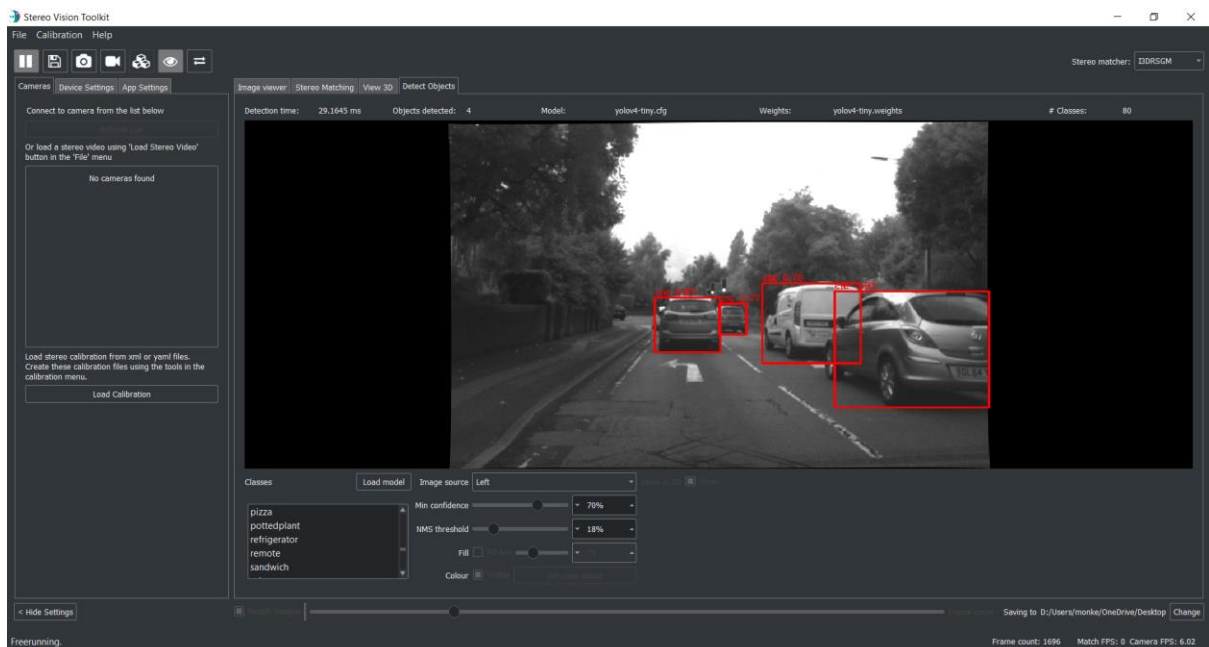 Stereo Vision Toolkit
File Calibration Help
Stereo matcher: I3DRSGM
Cameras Device Settings App Settings
Image viewer Stereo Matching View 3D Detect Objects
Connect to camera from the list below
Detection time: 29.1645 ms Objects detected: 4 Model: yolov4-tiny.cfg Weights: yolov4-tiny.weights # Classes: 80
Or load a stereo video using 'Load Stereo Video'
button in the 'File' menu
No cameras found
Load stereo calibration from xml or yaml files.
Create these calibration files using the tools in the
calibration menu.
Load Calibration
Classes Load model Image source Left
Min confidence 70%
NMS threshold 18%
Fill
Colour
pizza
pottedplant
refrigerator
remote
sandwich
< Hide Settings
Saving to D:/Users/monke/OneDrive/Desktop Change
Freerunning.
Frame count: 1696 Match FPS: 0 Camera FPS: 6.02